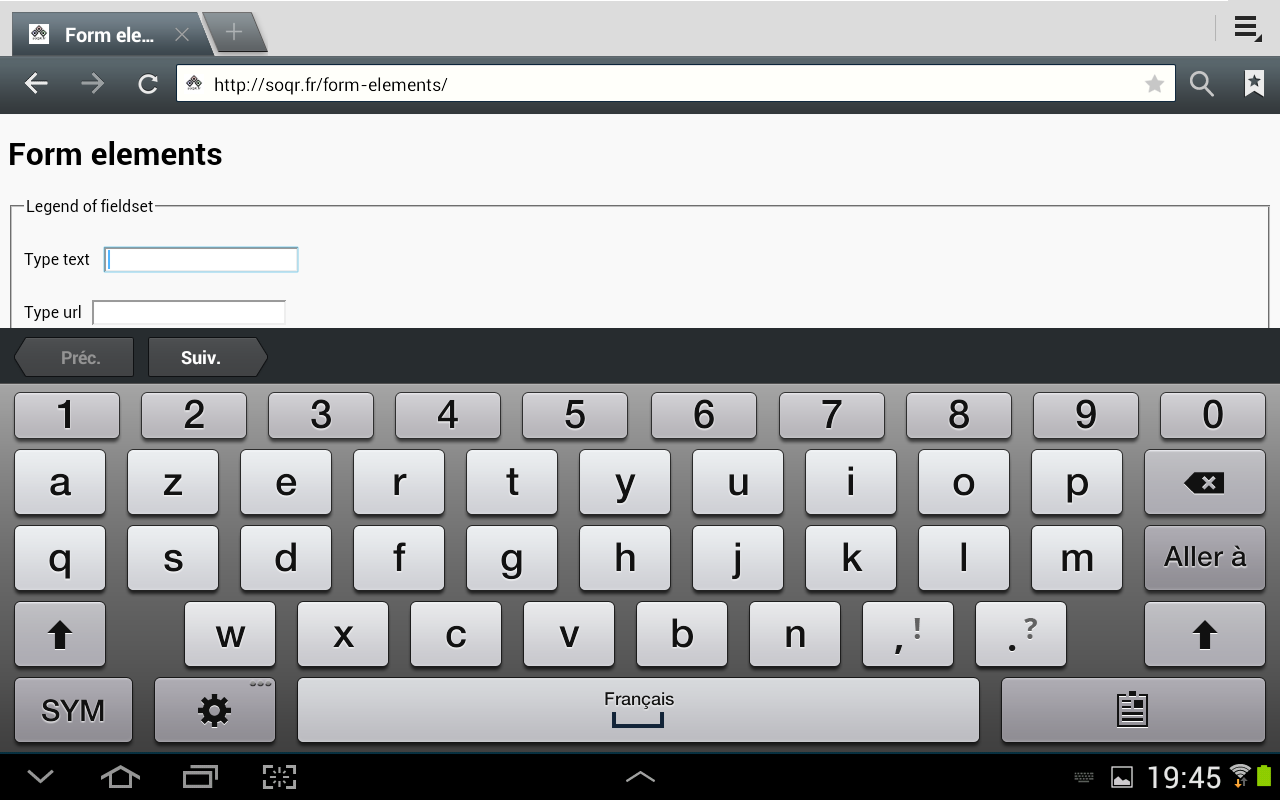 Form ele...
http://soqr.fr/form-elements/
Form elements
Legend of fieldset
Type text
Type url
Préc. Suiv.
1 2 3 4 5 6 7 8 9 0
a z e r t y u i o p
q s d f g h j k l m Aller à
w x c v b n , ! . ?
SYM Français
19:45